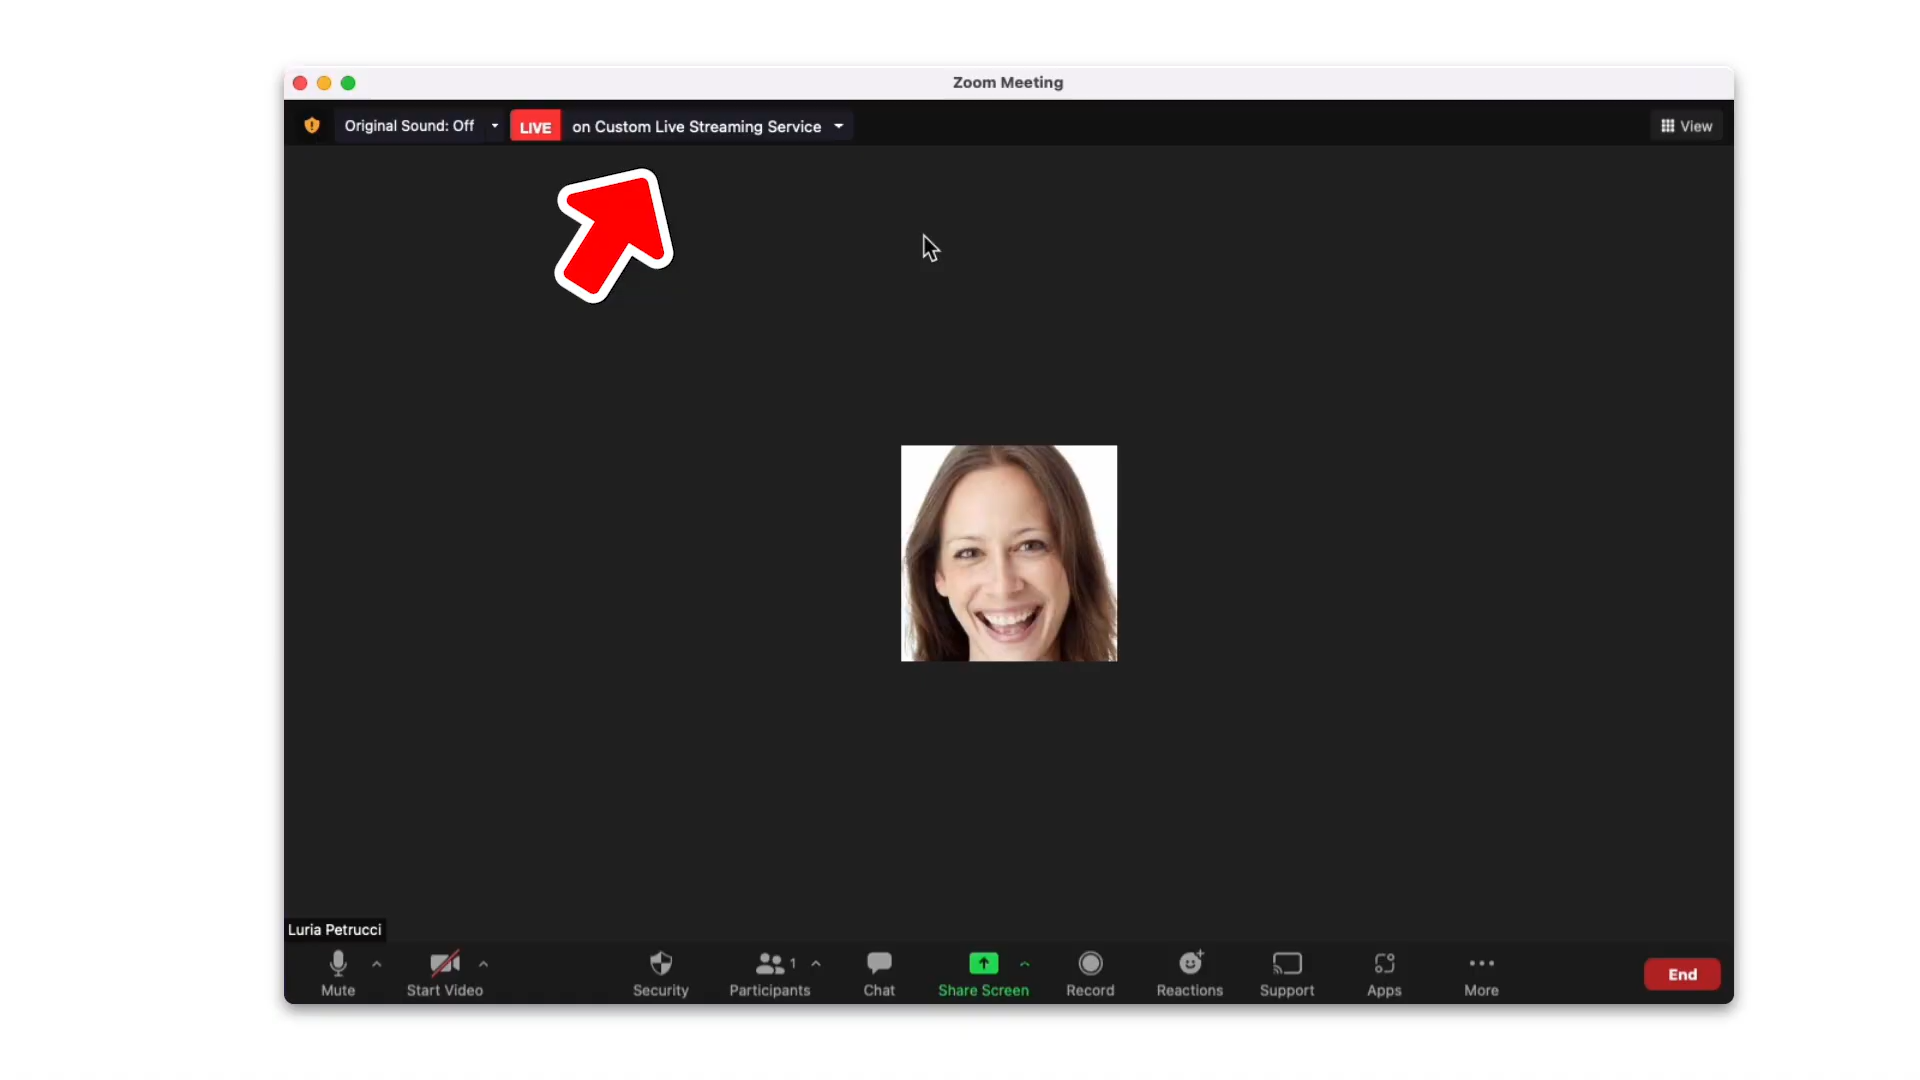 Zoom Meeting
Original Sound: Off
LIVE on Custom Live Streaming Service
View
Luria Petrucci
Mute
Start Video
Security
1
Participants
Chat
Share Screen
Record
Reactions
Support
Apps
More
End